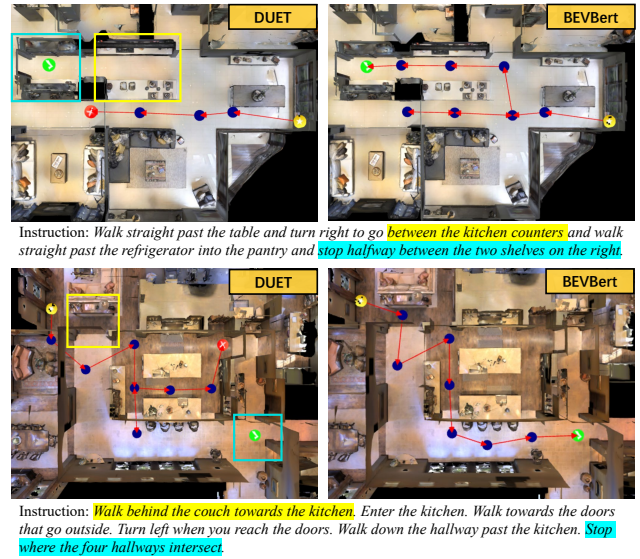 DUET
BEVBert
Instruction: Walk straight past the table and turn right to go between the kitchen counters and walk
straight past the refrigerator into the pantry and stop halfway between the two shelves on the right.
DUET
BEVBert
Instruction: Walk behind the couch towards the kitchen. Enter the kitchen. Walk towards the doors
that go outside. Turn left when you reach the doors. Walk down the hallway past the kitchen. Stop
where the four hallways intersect.